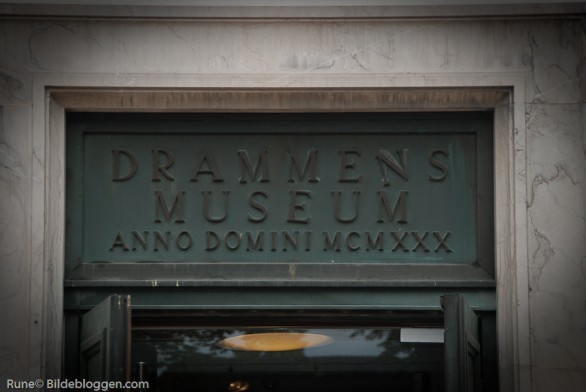 DRAMMENS
MUSEUM
ANNO DOMINI MCMXXX
Rune© Bildebloggen.com